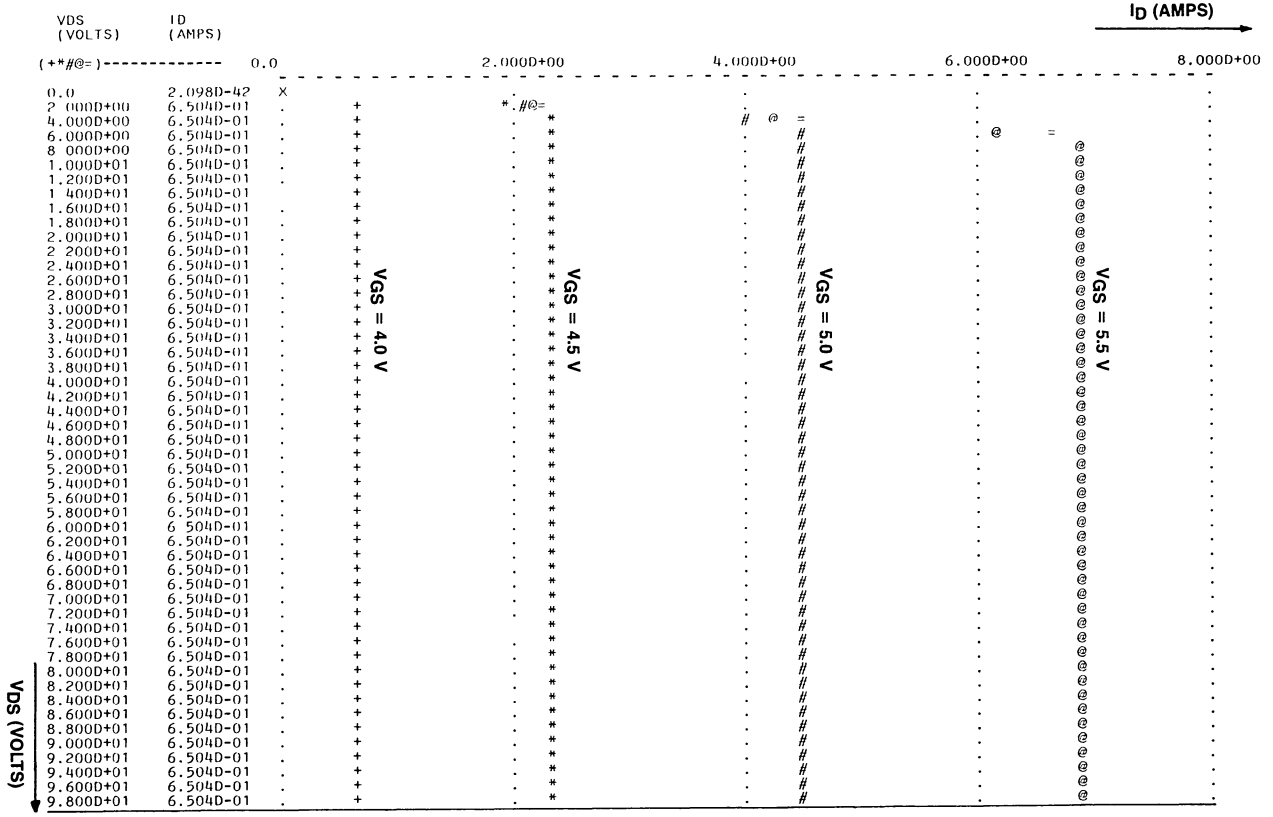 ID (AMPS)
VDS ID
(VOLTS) (AMPS)
(+*#@=)-------------- 0.0 2.000D+00 4.000D+00 6.000D+00 8.000D+00
0.0 2.098D-42 X
2 000D+00 6.504D-01
4.000D+00 6.504D-01
6.000D+00 6.504D-01
8 000D+00 6.504D-01
1.000D+01 6.504D-01
1.200D+01 6.504D-01
1 400D+01 6.504D-01
1.600D+01 6.504D-01
1.800D+01 6.504D-01
2.000D+01 6.504D-01
2 200D+01 6.504D-01
2.400D+01 6.504D-01
2.600D+01 6.504D-01
2.800D+01 6.504D-01
3.000D+01 6.504D-01
3.200D+01 6.504D-01
3.400D+01 6.504D-01
3.600D+01 6.504D-01
3.800D+01 6.504D-01
4.000D+01 6.504D-01
4.200D+01 6.504D-01
4.400D+01 6.504D-01
4.600D+01 6.504D-01
4.800D+01 6.504D-01
5.000D+01 6.504D-01
5.200D+01 6.504D-01
5.400D+01 6.504D-01
5.600D+01 6.504D-01
5.800D+01 6.504D-01
6.000D+01 6 504D-01
6.200D+01 6.504D-01
6.400D+01 6.504D-01
6.600D+01 6.504D-01
6.800D+01 6.504D-01
7.000D+01 6.504D-01
7.200D+01 6.504D-01
7.400D+01 6.504D-01
7.600D+01 6.504D-01
7.800D+01 6.504D-01
8.000D+01 6.504D-01
8.200D+01 6.504D-01
8.400D+01 6.504D-01
8.600D+01 6.504D-01
8.800D+01 6.504D-01
9.000D+01 6.504D-01
9.200D+01 6.504D-01
9.400D+01 6.504D-01
9.600D+01 6.504D-01
9.800D+01 6.504D-01
VGS = 4.0 V
VGS = 4.5 V
VGS = 5.0 V
VGS = 5.5 V
VDS (VOLTS)